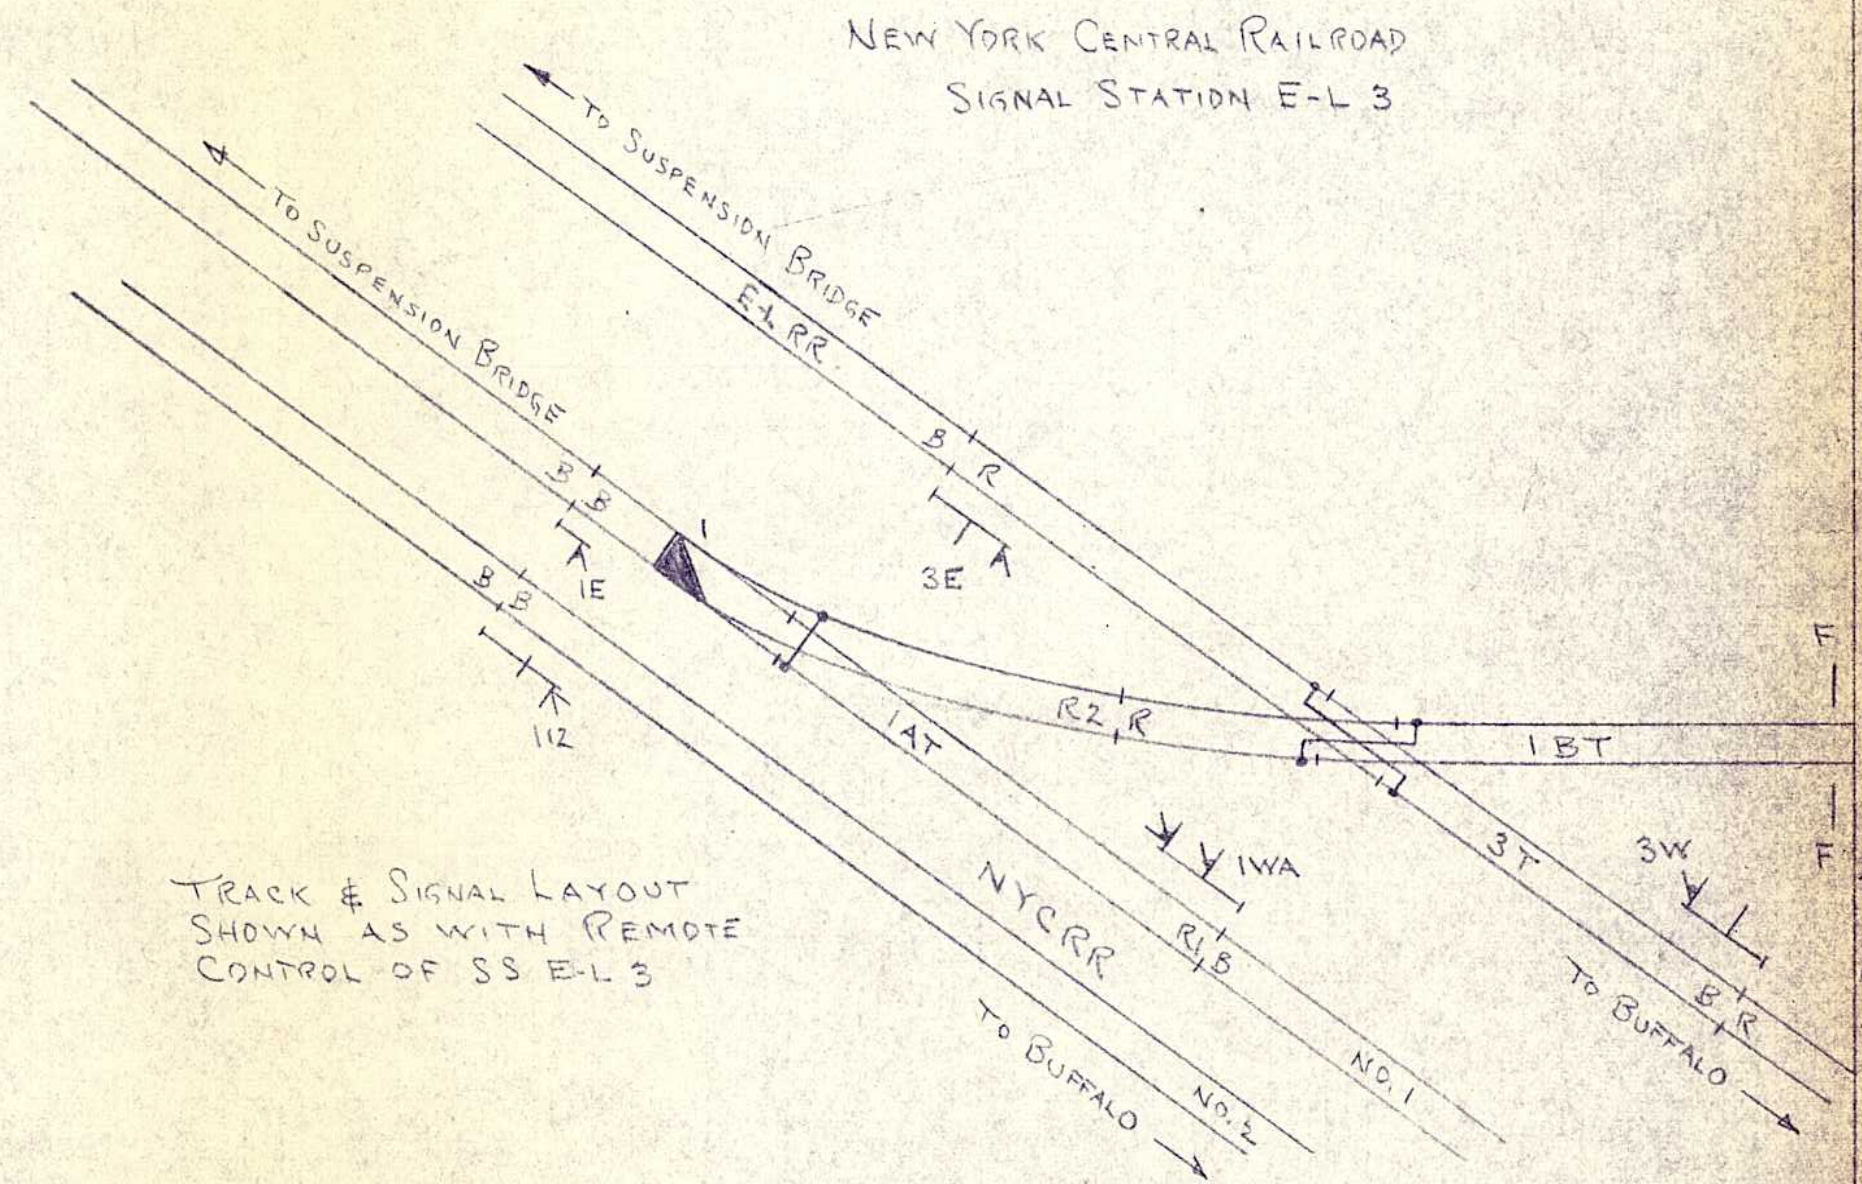 NEW YORK CENTRAL RAILROAD
SIGNAL STATION E-L 3
TO SUSPENSION BRIDGE
TO SUSPENSION BRIDGE
E-L RR
B R
B B
1
1E
3E
B B
112
R2 R
1AT
1BT
F
F
3T
3W
1WA
NYCRR
R1 B
B R
TRACK & SIGNAL LAYOUT
SHOWN AS WITH REMOTE
CONTROL OF SS E-L 3
TO BUFFALO
NO. 2
NO. 1
TO BUFFALO